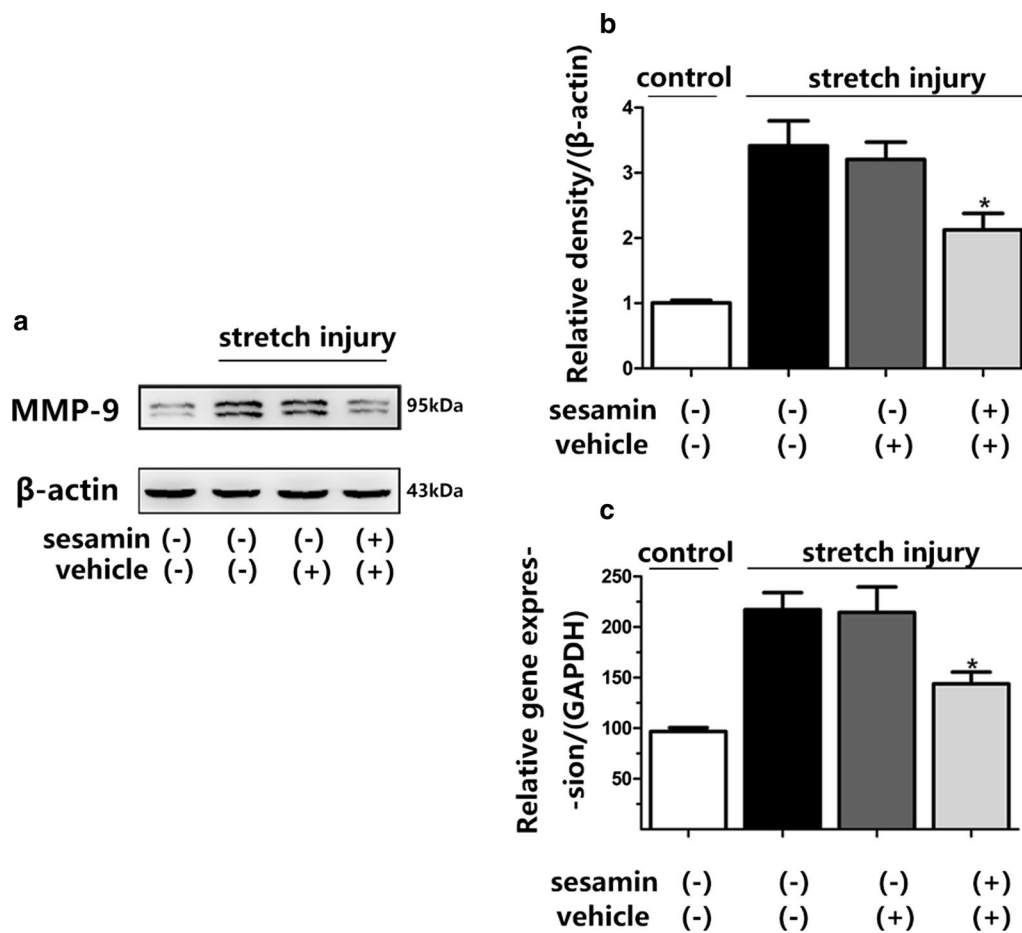 a
stretch injury
MMP-9
95kDa
β-actin
43kDa
sesamin (-) (-) (-) (+)
vehicle (-) (-) (+) (+)
b
control stretch injury
Relative density/(β-actin)
4
3
2
1
0
*
sesamin (-) (-) (-) (+)
vehicle (-) (-) (+) (+)
c
control stretch injury
Relative gene expres-
-sion/(GAPDH)
250
200
150
100
50
*
sesamin (-) (-) (-) (+)
vehicle (-) (-) (+) (+)